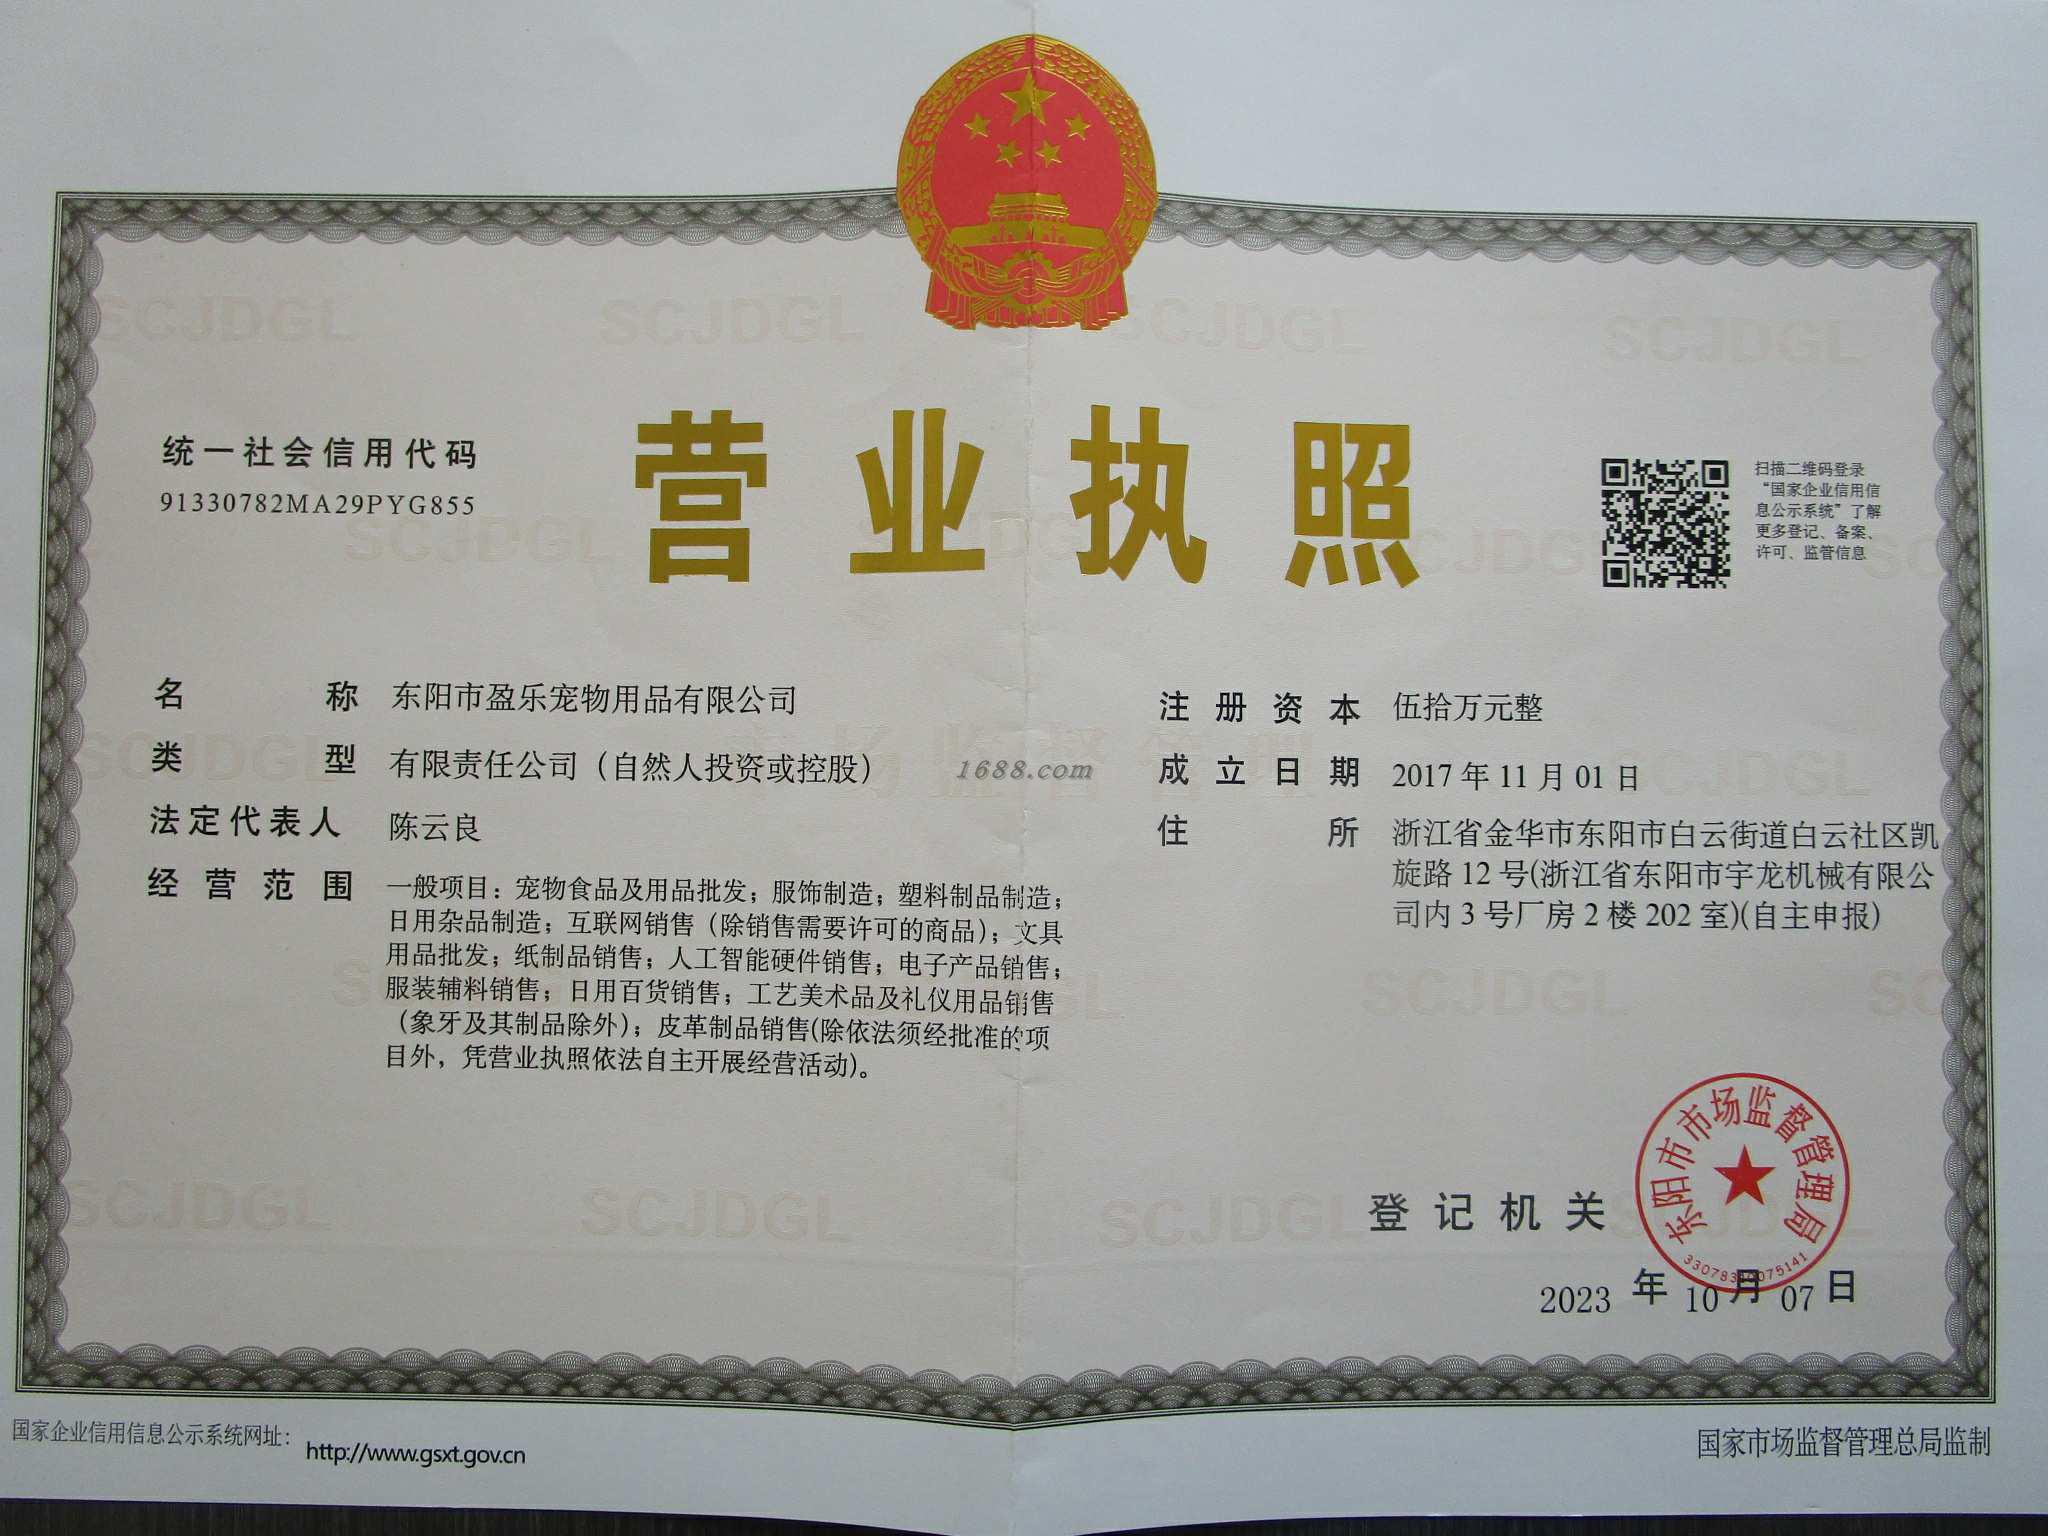 营业执照
统一社会信用代码
91330782MA29PYG855
扫描二维码登录
“国家企业信用信
息公示系统”了解
更多登记、备案、
许可、监管信息
名 称 东阳市盈乐宠物用品有限公司
类 型 有限责任公司（自然人投资或控股）
法定代表人 陈云良
经营范围 一般项目：宠物食品及用品批发；服饰制造；塑料制品制造；
日用杂品制造；互联网销售（除销售需要许可的商品）；文具
用品批发；纸制品销售；人工智能硬件销售；电子产品销售；
服装辅料销售；日用百货销售；工艺美术品及礼仪用品销售
（象牙及其制品除外）；皮革制品销售(除依法须经批准的项
目外，凭营业执照依法自主开展经营活动)。
注册资本 伍拾万元整
成立日期 2017 年 11 月 01 日
住 所 浙江省金华市东阳市白云街道白云社区凯
旋路 12 号(浙江省东阳市宇龙机械有限公
司内 3 号厂房 2 楼 202 室)(自主申报)
1688.com
登记机关
东阳市市场监督管理局
2023 年 10 月 07 日
国家企业信用信息公示系统网址：http://www.gsxt.gov.cn
国家市场监督管理总局监制
SCJDGL